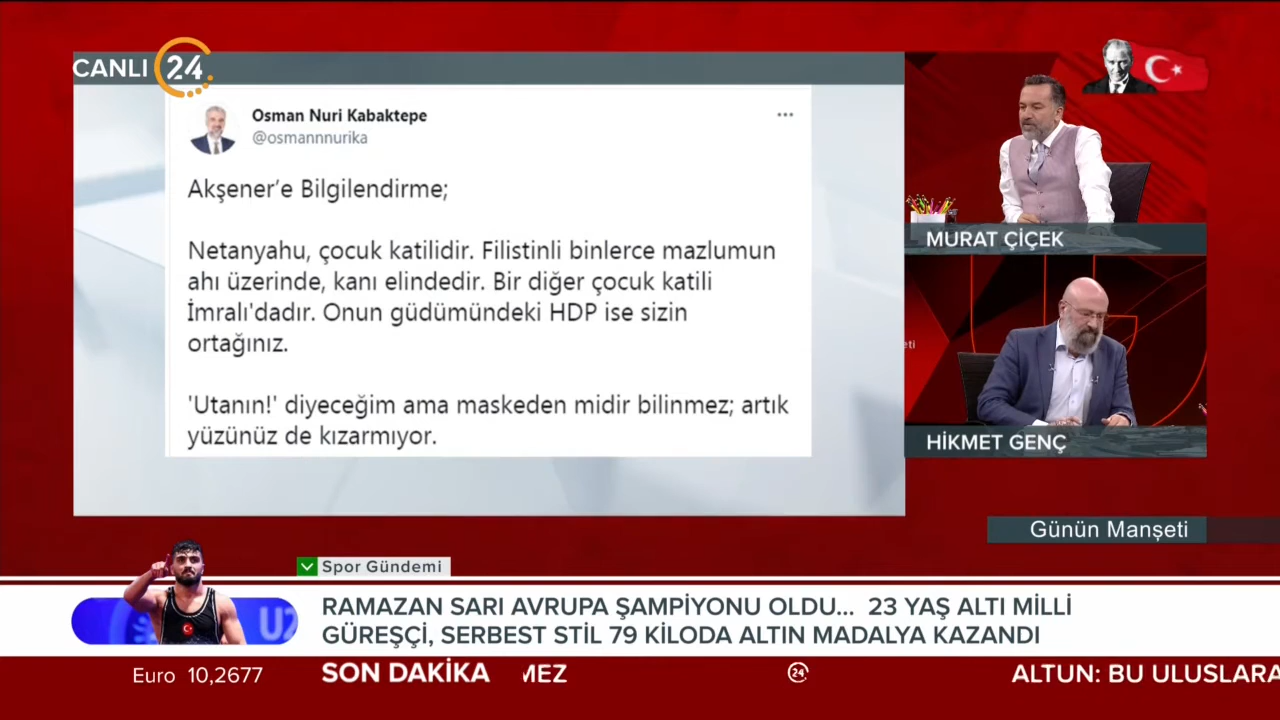 CANLI 24
Osman Nuri Kabaktepe
@osmannnurika
Akşener’e Bilgilendirme;
Netanyahu, çocuk katilidir. Filistinli binlerce mazlumun
ahı üzerinde, kanı elindedir. Bir diğer çocuk katili
İmralı'dadır. Onun güdümündeki HDP ise sizin
ortağınız.
'Utanın!' diyeceğim ama maskeden midir bilinmez; artık
yüzünüz de kızarmıyor.
MURAT ÇİÇEK
HİKMET GENÇ
Günün Manşeti
Spor Gündemi
RAMAZAN SARI AVRUPA ŞAMPİYONU OLDU... 23 YAŞ ALTI MİLLİ
GÜREŞÇİ, SERBEST STİL 79 KİLODA ALTIN MADALYA KAZANDI
Euro 10,2677
SON DAKİKA
24
ALTUN: BU ULUSLARA